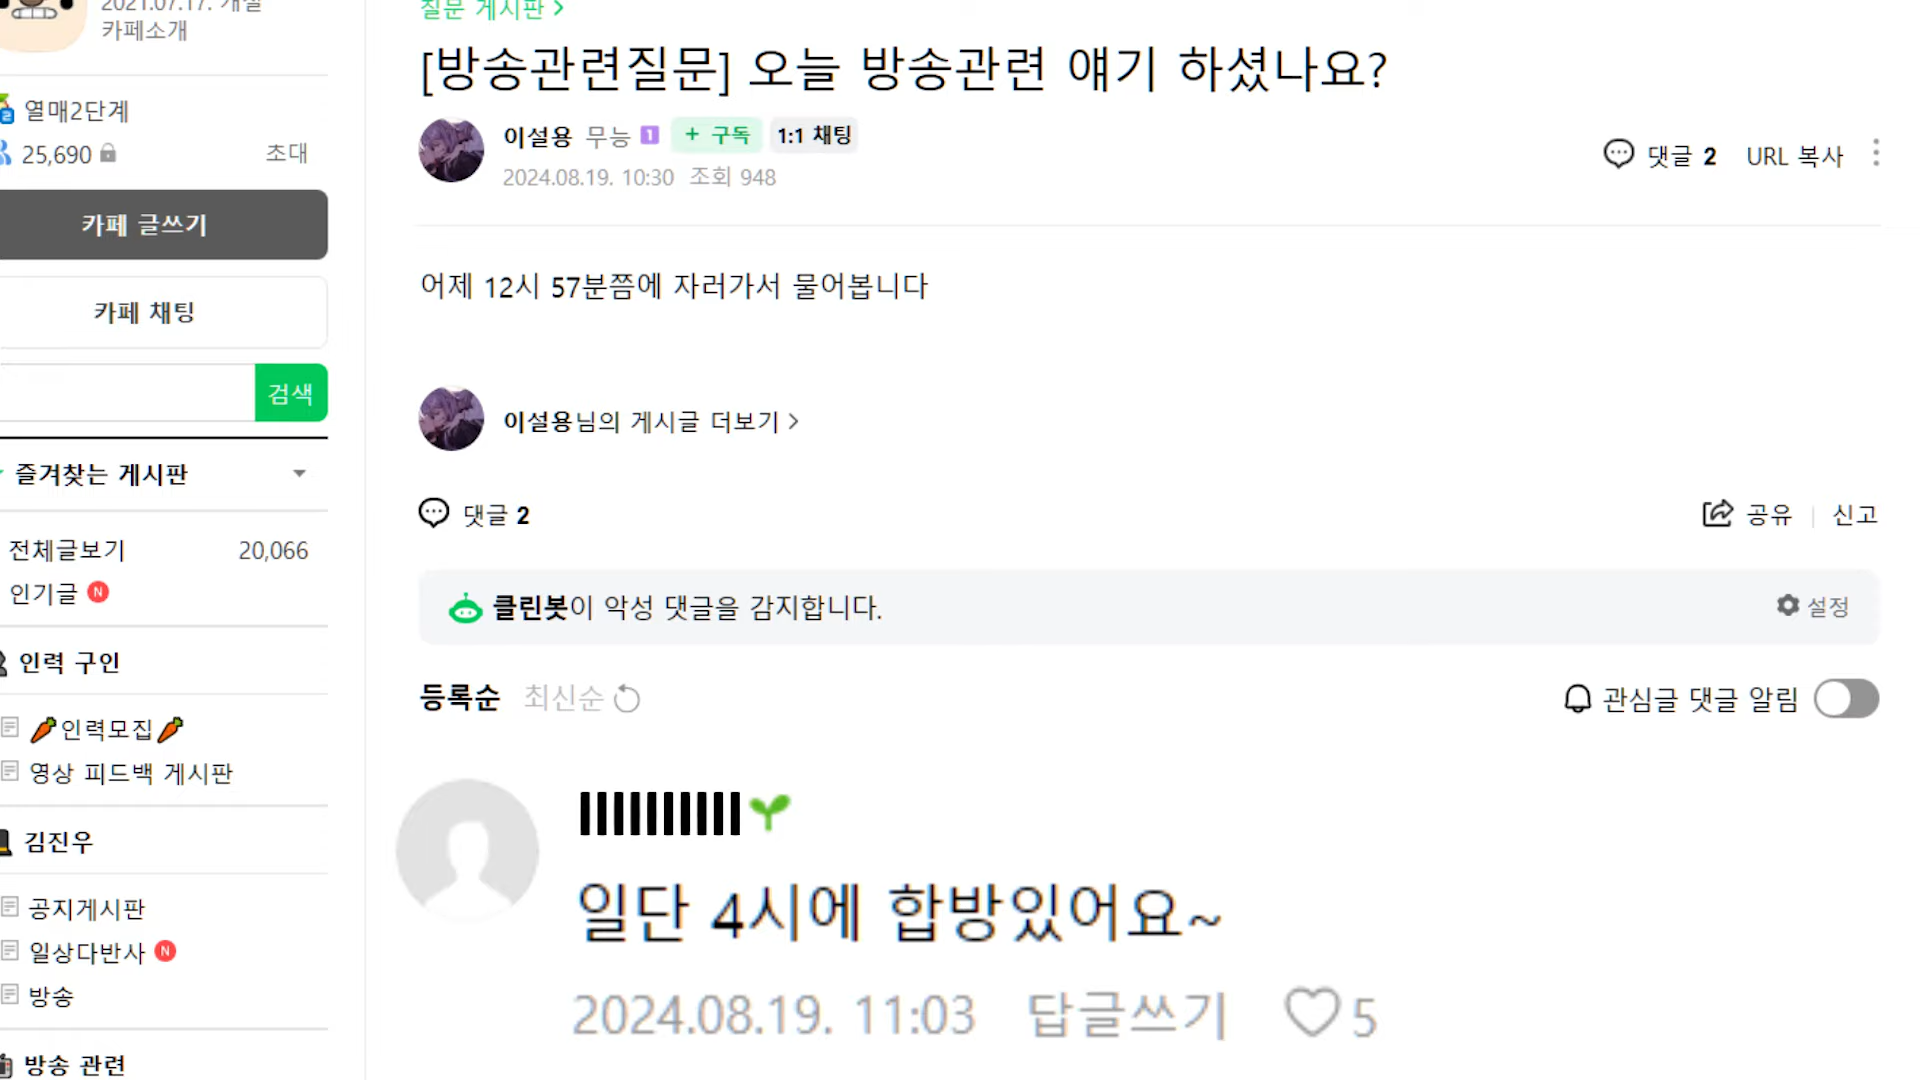 2021.07.17. 개설
카페소개
열매2단계
25,690
초대
카페 글쓰기
카페 채팅
검색
즐겨찾는 게시판
전체글보기 20,066
인기글 N
인력 구인
🥕인력모집🥕
영상 피드백 게시판
김진우
공지게시판
일상다반사 N
방송
방송 관련
질문 게시판 >
[방송관련질문] 오늘 방송관련 얘기 하셨나요?
이설용 무능 1 + 구독 1:1 채팅
2024.08.19. 10:30 조회 948
댓글 2 URL 복사
어제 12시 57분쯤에 자러가서 물어봅니다
이설용님의 게시글 더보기 >
댓글 2
공유 | 신고
클린봇이 악성 댓글을 감지합니다.
설정
등록순 최신순
관심글 댓글 알림
llllllllll🌱
일단 4시에 합방있어요~
2024.08.19. 11:03 답글쓰기 ♡ 5